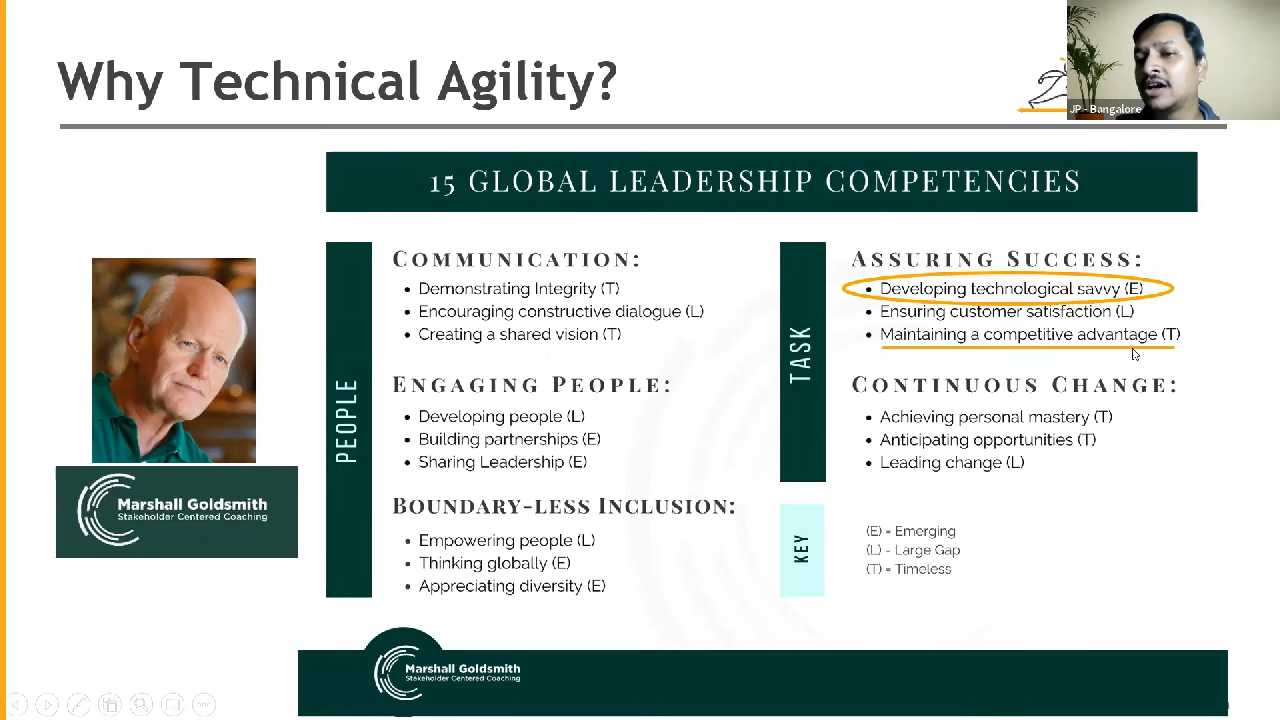 Why Technical Agility?
JP - Bangalore
15 GLOBAL LEADERSHIP COMPETENCIES
PEOPLE
COMMUNICATION:
• Demonstrating Integrity (T)
• Encouraging constructive dialogue (L)
• Creating a shared vision (T)
ENGAGING PEOPLE:
• Developing people (L)
• Building partnerships (E)
• Sharing Leadership (E)
BOUNDARY-LESS INCLUSION:
• Empowering people (L)
• Thinking globally (E)
• Appreciating diversity (E)
TASK
ASSURING SUCCESS:
• Developing technological savvy (E)
• Ensuring customer satisfaction (L)
• Maintaining a competitive advantage (T)
CONTINUOUS CHANGE:
• Achieving personal mastery (T)
• Anticipating opportunities (T)
• Leading change (L)
KEY
(E) = Emerging
(L) - Large Gap
(T) = Timeless
Marshall Goldsmith
Stakeholder Centered Coaching
Marshall Goldsmith
Stakeholder Centered Coaching